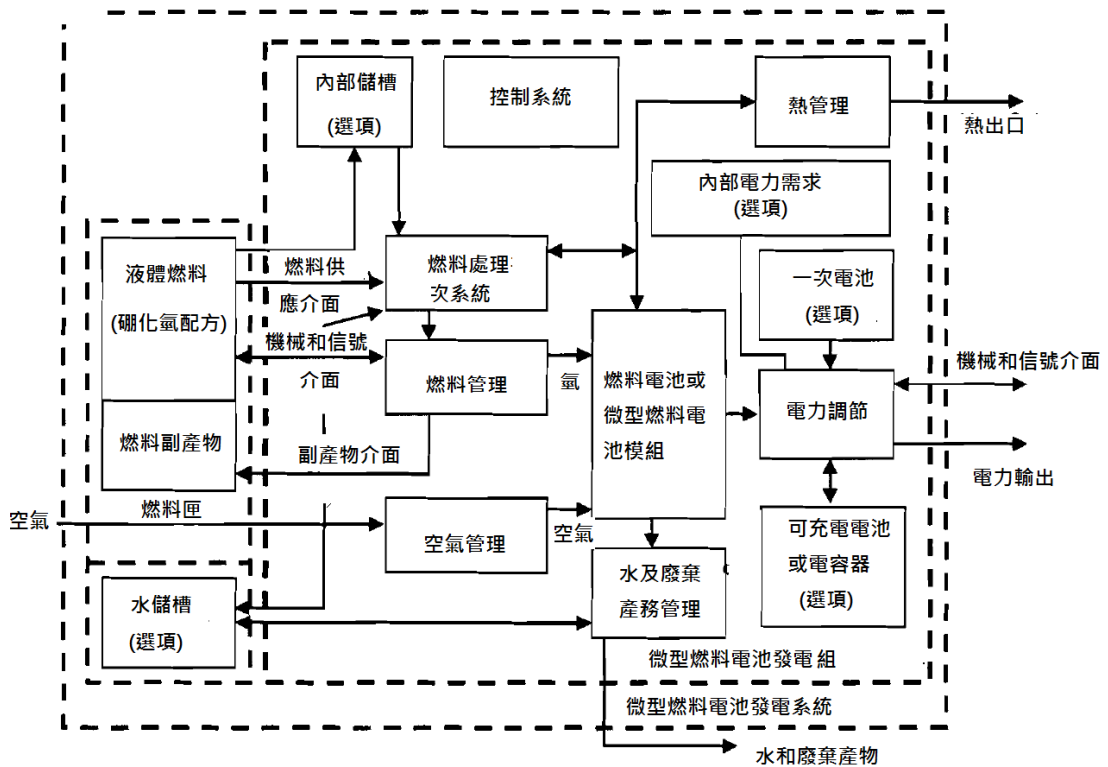 內部儲槽
(選項)
控制系統
熱管理
熱出口
內部電力需求
(選項)
液體燃料
(硼化氫配方)
燃料供
應介面
燃料處理
次系統
一次電池
(選項)
機械和信號
介面
燃料管理
氫
燃料電池或
微型燃料電
池模組
電力調節
機械和信號介面
燃料副產物
副產物介面
電力輸出
空氣
燃料匣
空氣管理
空氣
可充電電池
或電容器
(選項)
水儲槽
(選項)
水及廢棄
產務管理
微型燃料電池發電組
微型燃料電池發電系統
水和廢棄產物